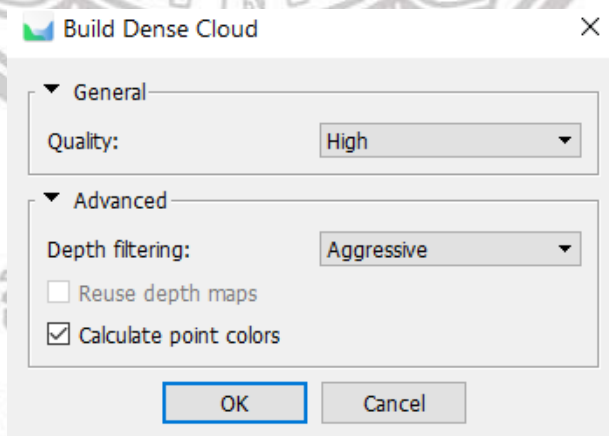 Build Dense Cloud
General
Quality: High
Advanced
Depth filtering: Aggressive
Reuse depth maps
Calculate point colors
OK Cancel